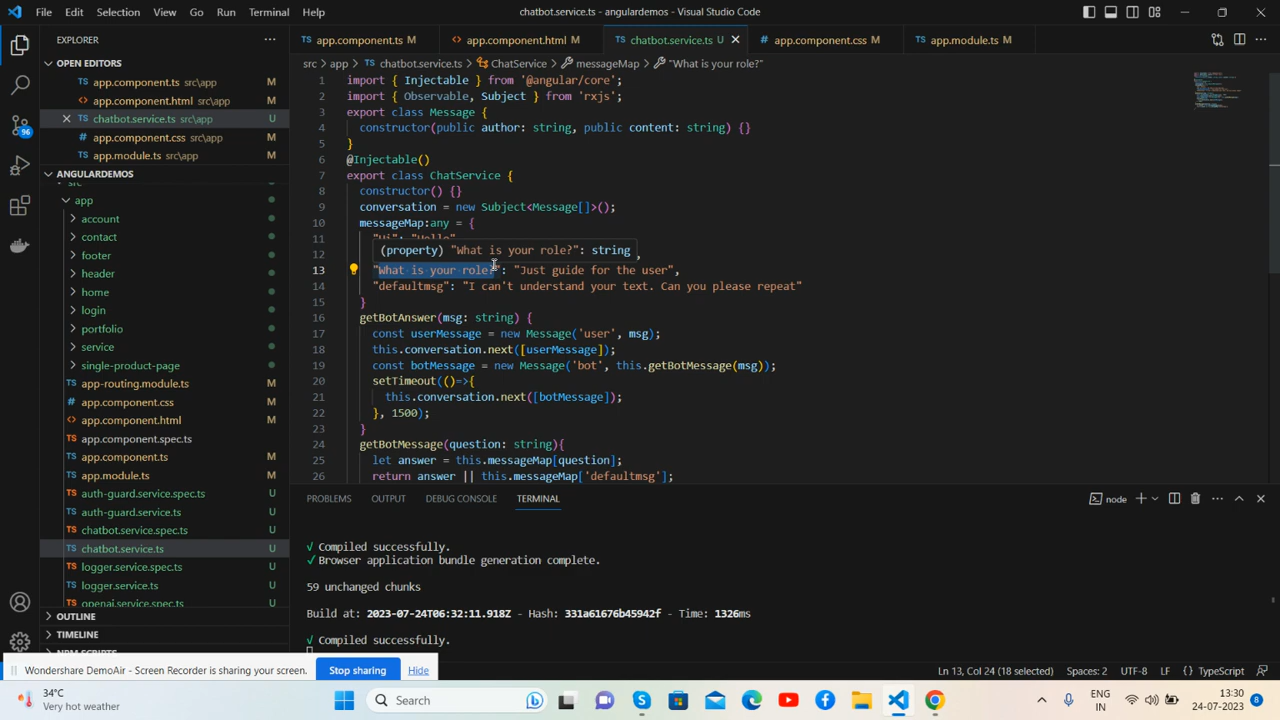 File Edit Selection View Go Run Terminal Help
chatbot.service.ts - angulardemos - Visual Studio Code
EXPLORER
OPEN EDITORS
app.component.ts src\app M
app.component.html src\app M
chatbot.service.ts src\app U
app.component.css src\app M
app.module.ts src\app M
ANGULARDEMOS
src
app
account
contact
footer
header
home
login
portfolio
service
single-product-page
app-routing.module.ts M
app.component.css M
app.component.html M
app.component.spec.ts M
app.component.ts M
app.module.ts M
auth-guard.service.spec.ts U
auth-guard.service.ts U
chatbot.service.spec.ts U
chatbot.service.ts U
logger.service.spec.ts U
logger.service.ts U
openai.service.spec.ts U
OUTLINE
TIMELINE
96
app.component.ts M app.component.html M chatbot.service.ts U app.component.css M app.module.ts M
src > app > chatbot.service.ts > ChatService > messageMap > "What is your role?"
1 import { Injectable } from '@angular/core';
2 import { Observable, Subject } from 'rxjs';
3 export class Message {
4 constructor(public author: string, public content: string) {}
5 }
6 @Injectable()
7 export class ChatService {
8 constructor() {}
9 conversation = new Subject<Message[]>();
10 messageMap:any = {
11 "Hi": "Hello",
(property) "What is your role?": string
12 ,
13 "What is your role?": "Just guide for the user",
14 "defaultmsg": "I can't understand your text. Can you please repeat"
15 }
16 getBotAnswer(msg: string) {
17 const userMessage = new Message('user', msg);
18 this.conversation.next([userMessage]);
19 const botMessage = new Message('bot', this.getBotMessage(msg));
20 setTimeout(()=>{
21 this.conversation.next([botMessage]);
22 }, 1500);
23 }
24 getBotMessage(question: string){
25 let answer = this.messageMap[question];
26 return answer || this.messageMap['defaultmsg'];
PROBLEMS OUTPUT DEBUG CONSOLE TERMINAL
node
√ Compiled successfully.
✓ Browser application bundle generation complete.
59 unchanged chunks
Build at: 2023-07-24T06:32:11.918Z - Hash: 331a61676b45942f - Time: 1326ms
√ Compiled successfully.
Wondershare DemoAir - Screen Recorder is sharing your screen. Stop sharing Hide
Ln 13, Col 24 (18 selected) Spaces: 2 UTF-8 LF {} TypeScript
34°C
Very hot weather
Search
ENG
IN
13:30
24-07-2023
8